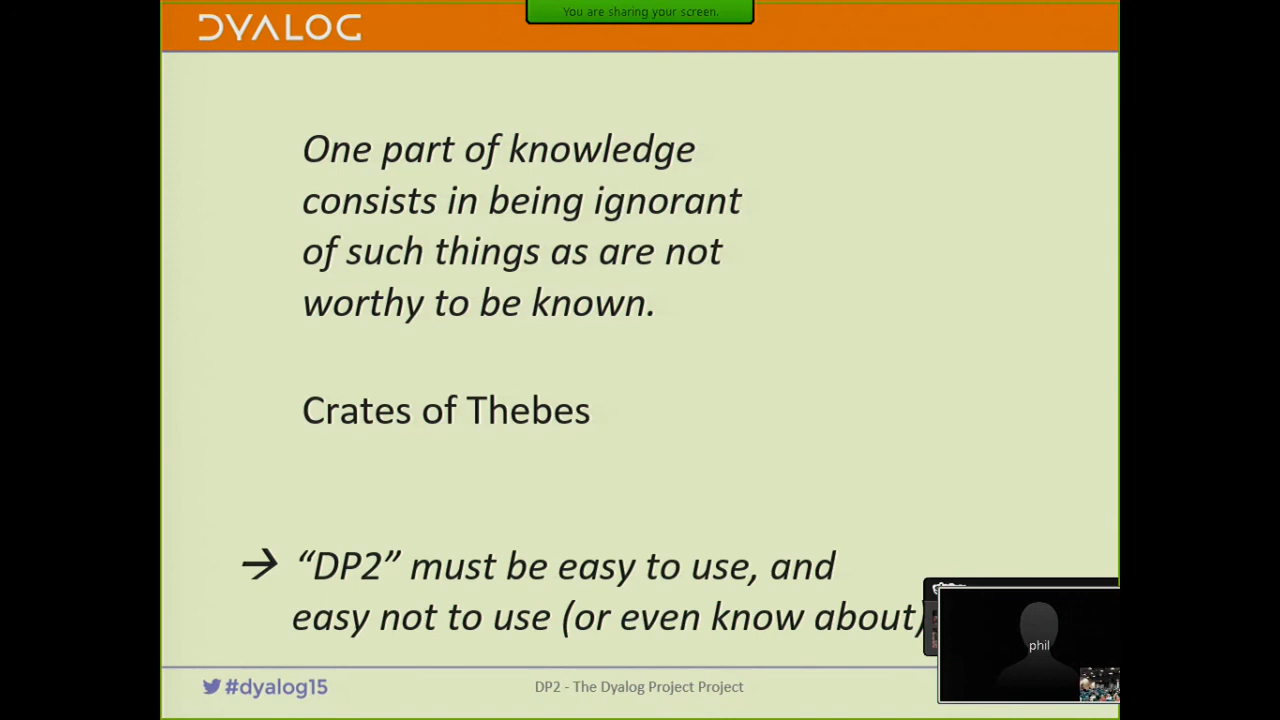 You are sharing your screen.
DYALOG
One part of knowledge
consists in being ignorant
of such things as are not
worthy to be known.
Crates of Thebes
→ “DP2” must be easy to use, and
easy not to use (or even know about)
phil
#dyalog15
DP2 - The Dyalog Project Project